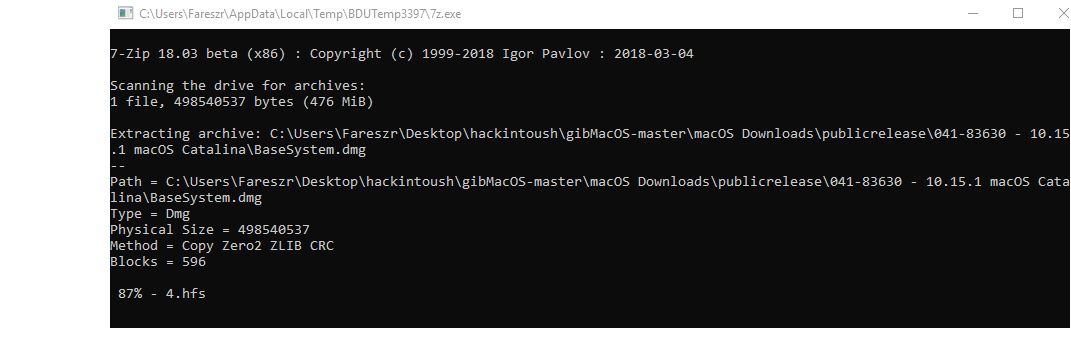 C:\Users\Fareszr\AppData\Local\Temp\BDUTemp3397\7z.exe
7-Zip 18.03 beta (x86) : Copyright (c) 1999-2018 Igor Pavlov : 2018-03-04
Scanning the drive for archives:
1 file, 498540537 bytes (476 MiB)
Extracting archive: C:\Users\Fareszr\Desktop\hackintoush\gibMacOS-master\macOS Downloads\publicrelease\041-83630 - 10.15
.1 macOS Catalina\BaseSystem.dmg
--
Path = C:\Users\Fareszr\Desktop\hackintoush\gibMacOS-master\macOS Downloads\publicrelease\041-83630 - 10.15.1 macOS Cata
lina\BaseSystem.dmg
Type = Dmg
Physical Size = 498540537
Method = Copy Zero2 ZLIB CRC
Blocks = 596
87% - 4.hfs